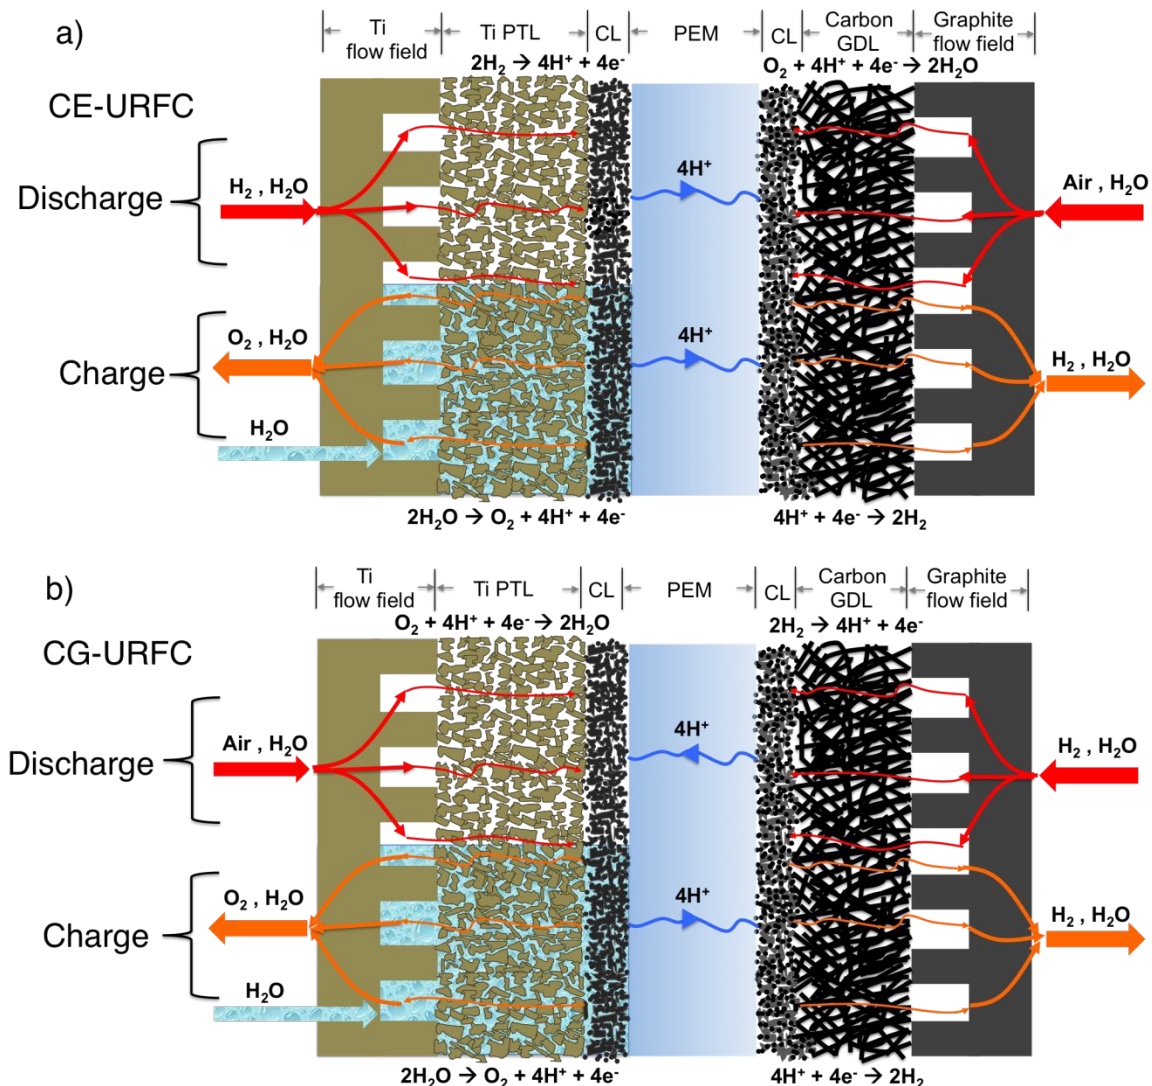 a)
Ti
flow field
Ti PTL
CL
PEM
CL
Carbon
GDL
Graphite
flow field
2H₂ → 4H⁺ + 4e⁻
O₂ + 4H⁺ + 4e⁻ → 2H₂O
CE-URFC
Discharge
H₂ , H₂O
4H⁺
Air , H₂O
Charge
O₂ , H₂O
4H⁺
H₂ , H₂O
H₂O
2H₂O → O₂ + 4H⁺ + 4e⁻
4H⁺ + 4e⁻ → 2H₂
b)
Ti
flow field
Ti PTL
CL
PEM
CL
Carbon
GDL
Graphite
flow field
O₂ + 4H⁺ + 4e⁻ → 2H₂O
2H₂ → 4H⁺ + 4e⁻
CG-URFC
Discharge
Air , H₂O
4H⁺
H₂ , H₂O
Charge
O₂ , H₂O
4H⁺
H₂ , H₂O
H₂O
2H₂O → O₂ + 4H⁺ + 4e⁻
4H⁺ + 4e⁻ → 2H₂